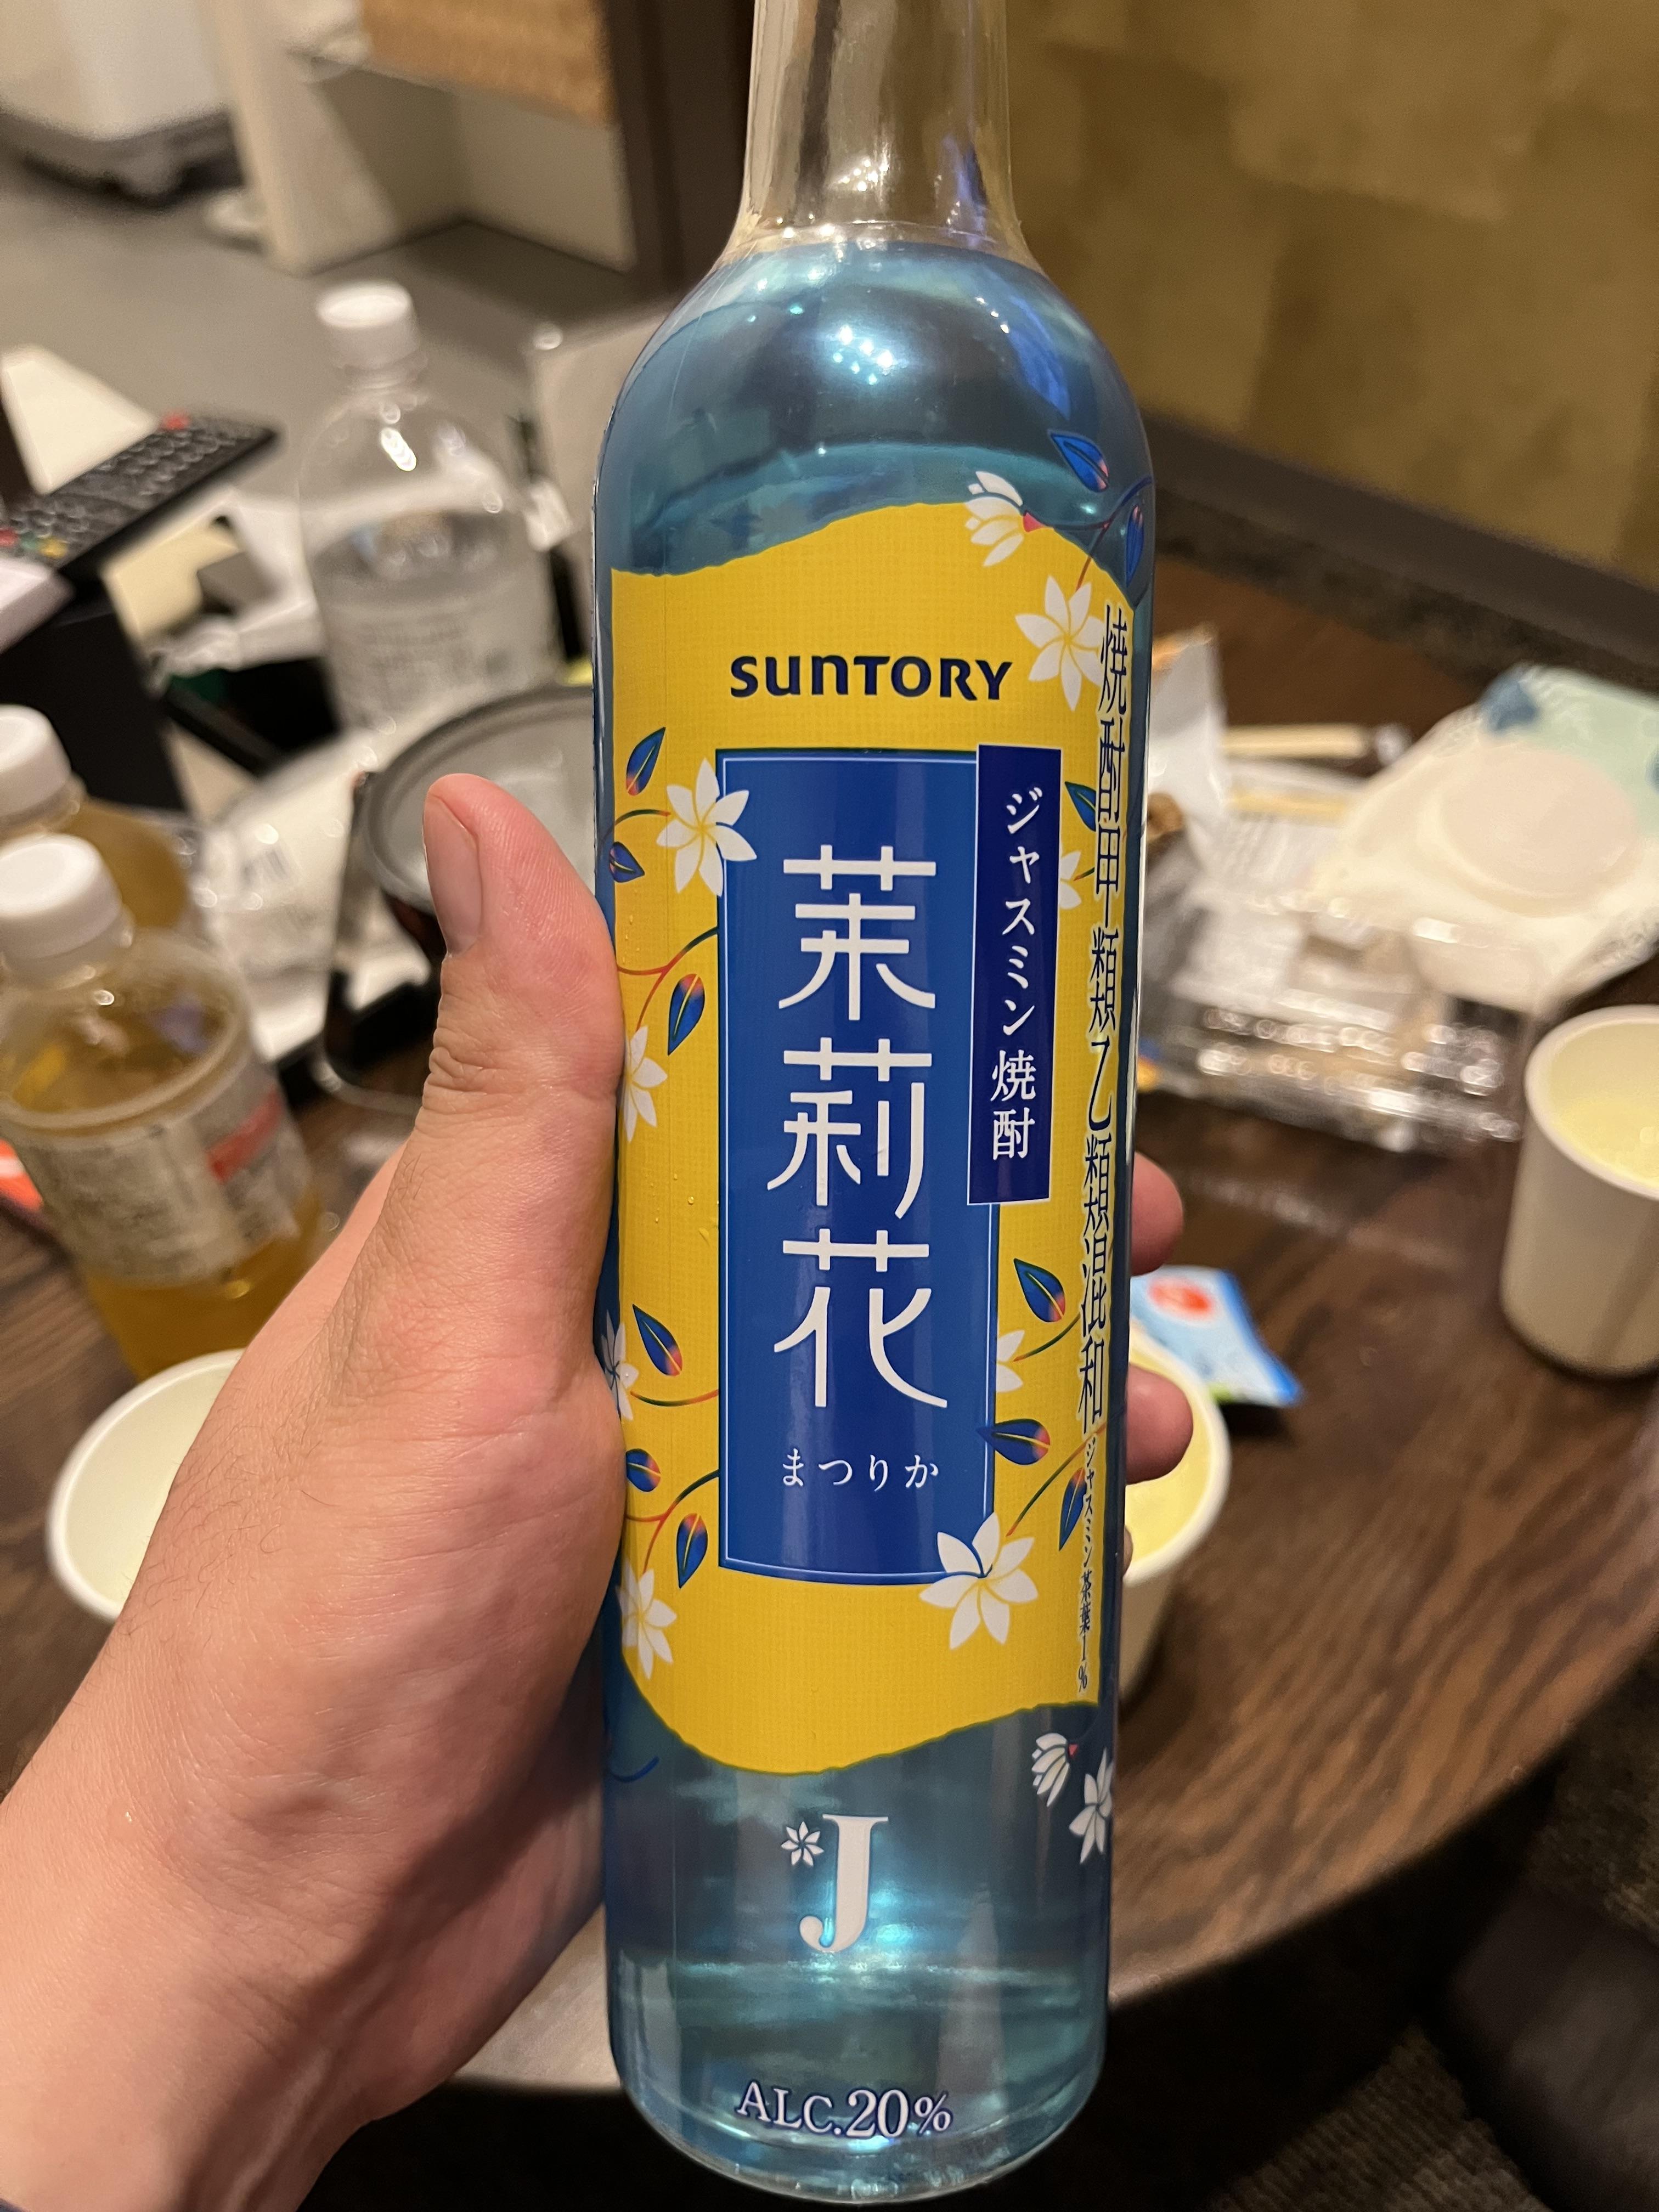 SUNTORY
ジャスミン焼酎
茉莉花
まつりか
焼酎甲類乙類混和
ジャスミン茶葉1%
J
ALC.20%